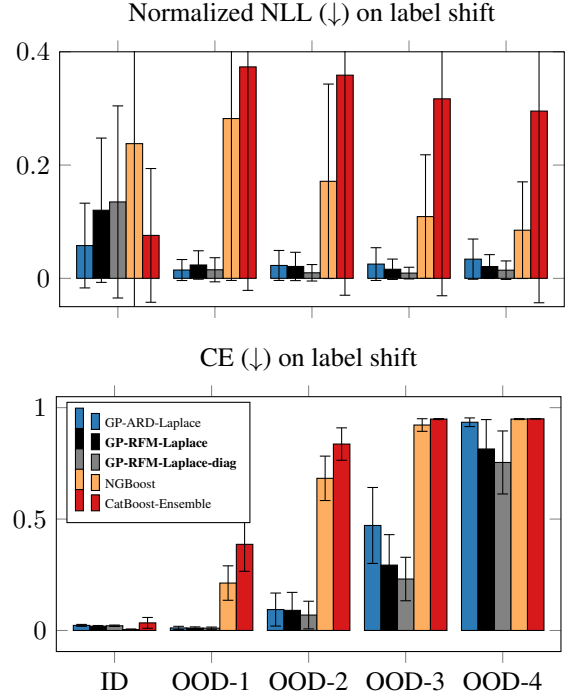 Normalized NLL (↓) on label shift
0.4
0.2
0
CE (↓) on label shift
1
0.5
0
GP-ARD-Laplace
GP-RFM-Laplace
GP-RFM-Laplace-diag
NGBoost
CatBoost-Ensemble
ID OOD-1 OOD-2 OOD-3 OOD-4